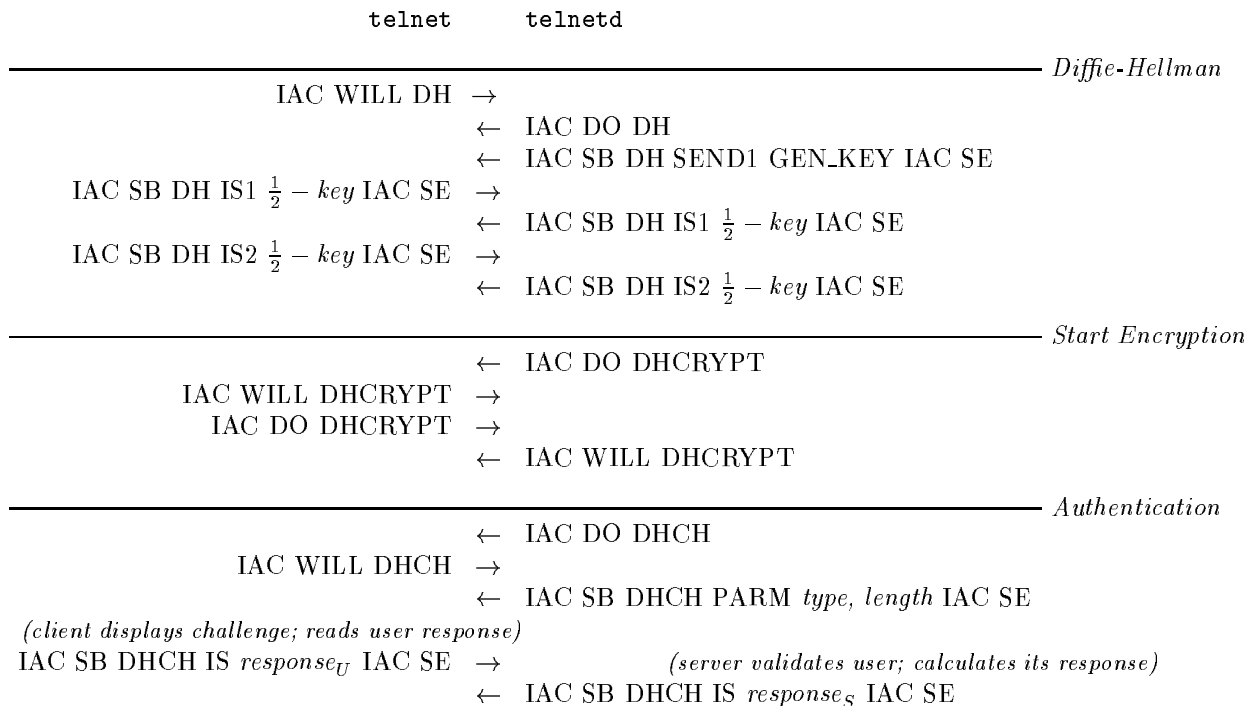 telnet telnetd
Diffie-Hellman
IAC WILL DH →
← IAC DO DH
← IAC SB DH SEND1 GEN_KEY IAC SE
IAC SB DH IS1 ½ − key IAC SE →
← IAC SB DH IS1 ½ − key IAC SE
IAC SB DH IS2 ½ − key IAC SE →
← IAC SB DH IS2 ½ − key IAC SE
Start Encryption
← IAC DO DHCRYPT
IAC WILL DHCRYPT →
IAC DO DHCRYPT →
← IAC WILL DHCRYPT
Authentication
← IAC DO DHCH
IAC WILL DHCH →
← IAC SB DHCH PARM type, length IAC SE
(client displays challenge; reads user response)
IAC SB DHCH IS response_U IAC SE → (server validates user; calculates its response)
← IAC SB DHCH IS response_S IAC SE